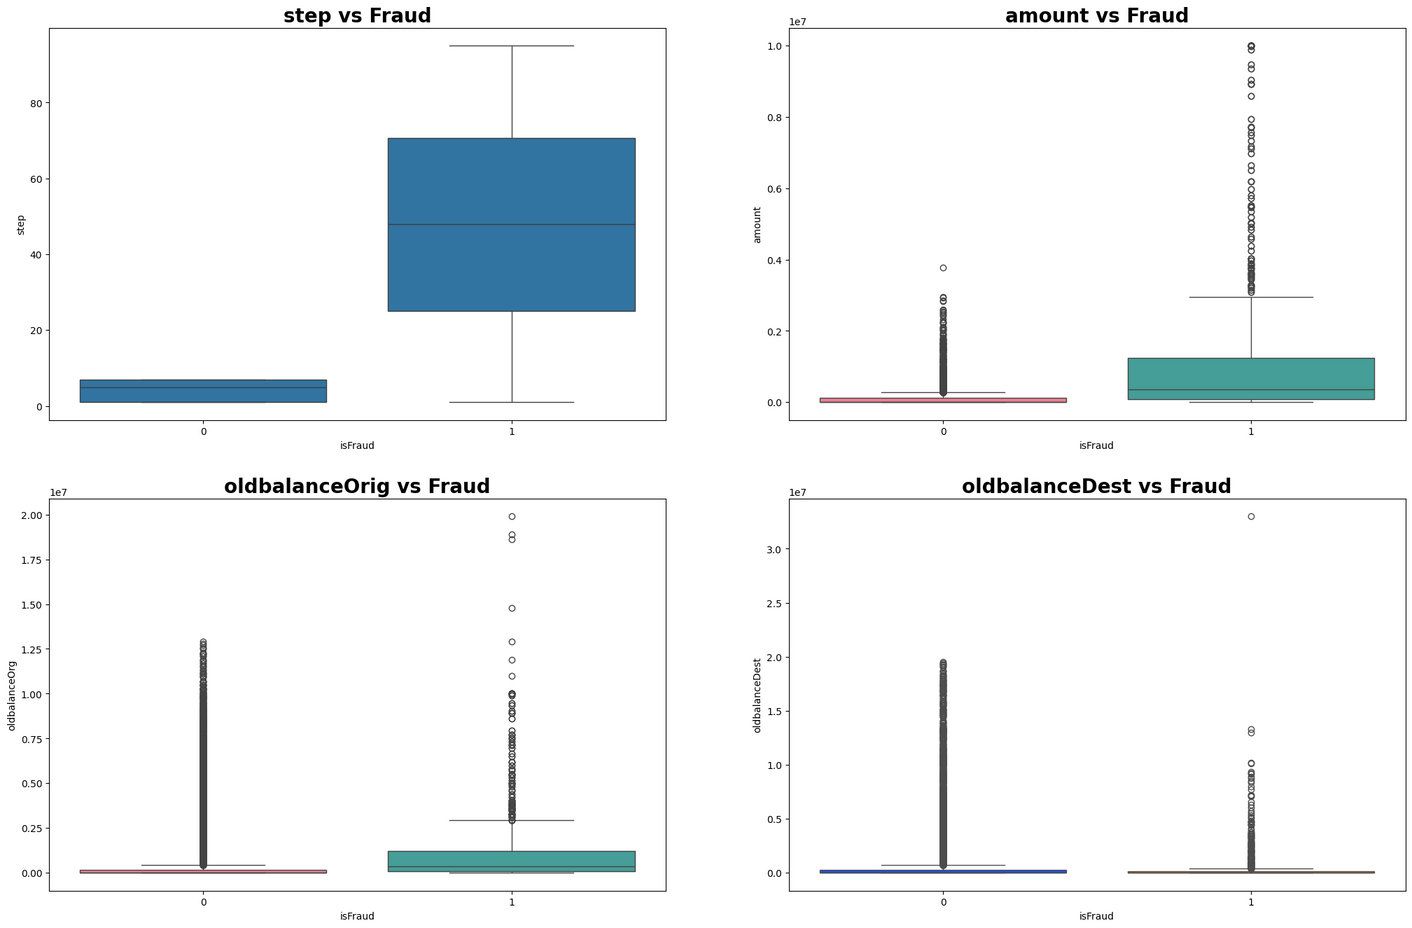 step vs Fraud
80
60
40
20
0
step
0
1
isFraud
amount vs Fraud
1e7
1.0
0.8
0.6
0.4
0.2
0.0
amount
0
1
isFraud
oldbalanceOrig vs Fraud
1e7
2.00
1.75
1.50
1.25
1.00
0.75
0.50
0.25
0.00
oldbalanceOrg
0
1
isFraud
oldbalanceDest vs Fraud
1e7
3.0
2.5
2.0
1.5
1.0
0.5
0.0
oldbalanceDest
0
1
isFraud